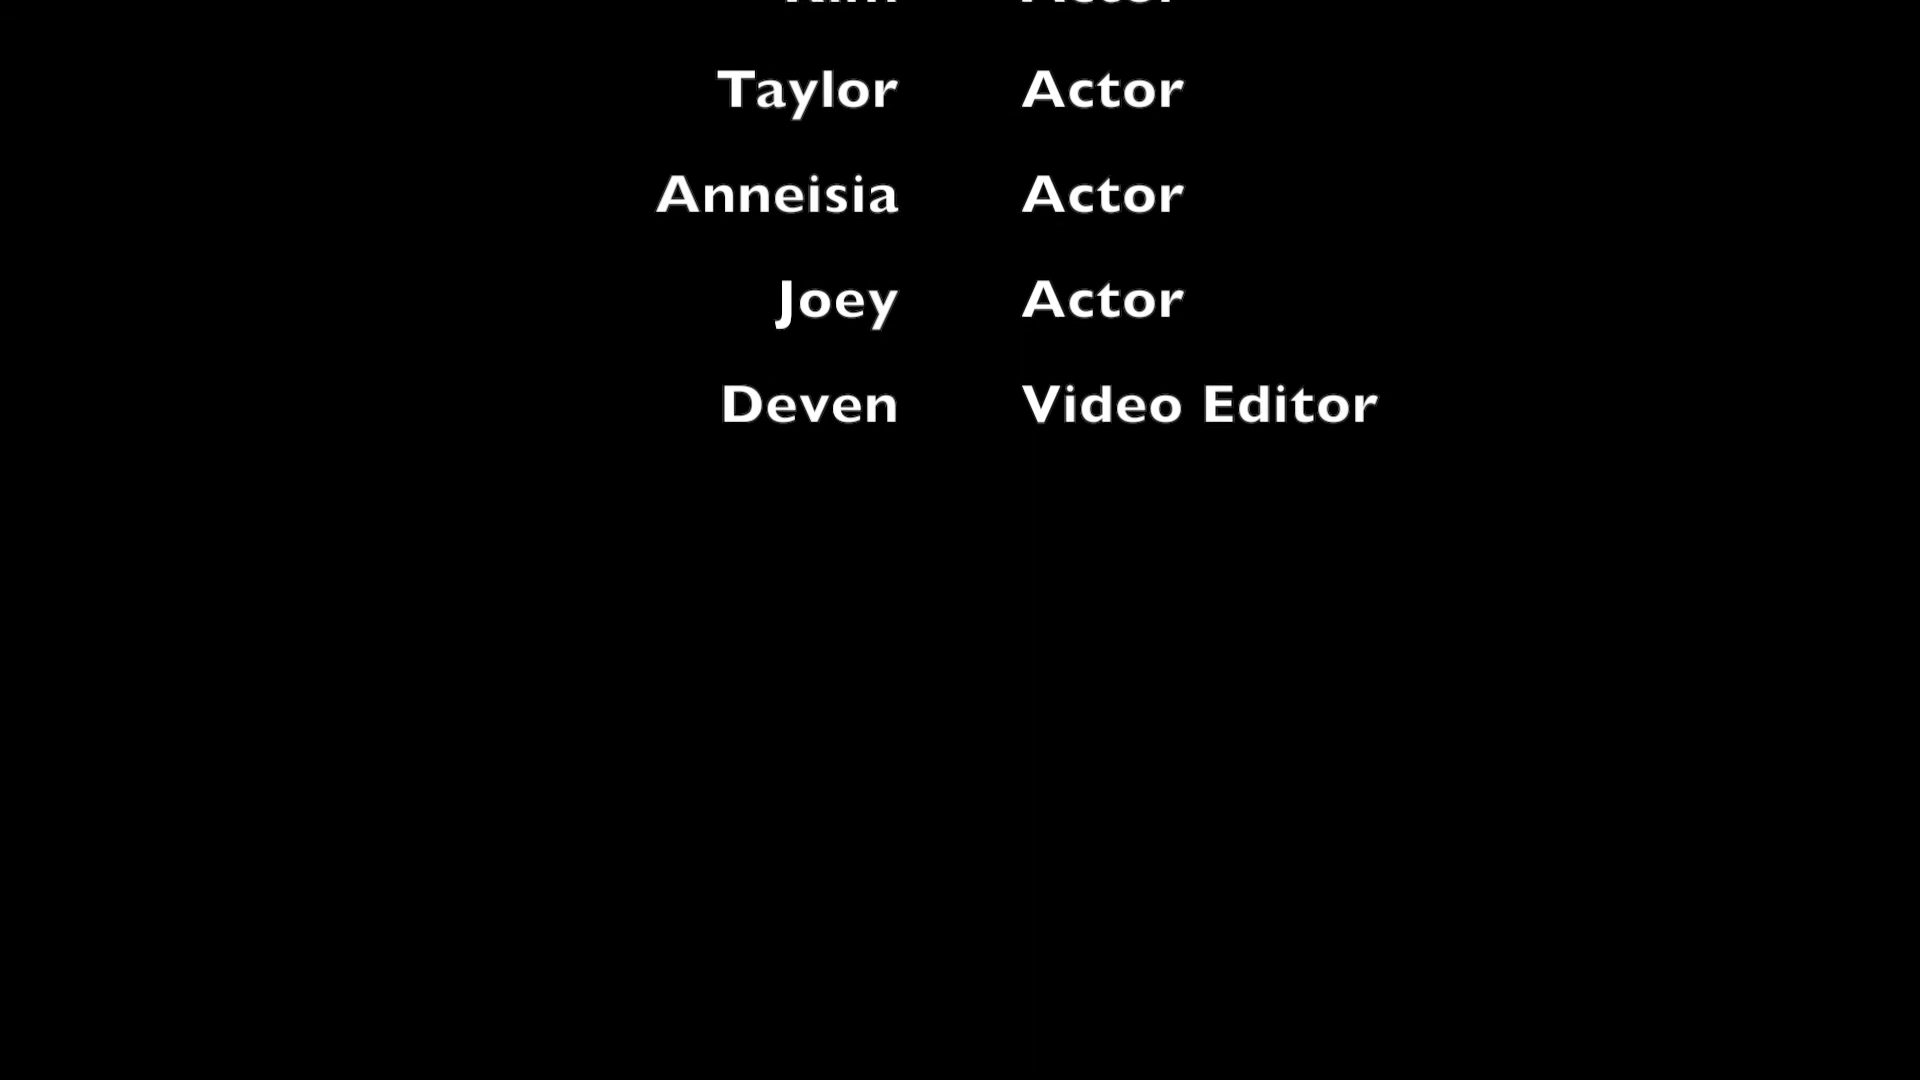 Taylor Actor
Anneisia Actor
Joey Actor
Deven Video Editor